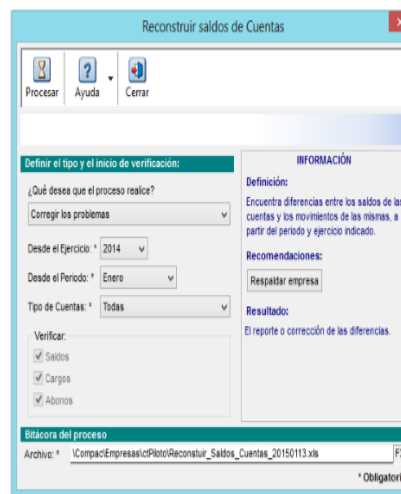 Reconstruir saldos de Cuentas
Procesar
Ayuda
Cerrar
Definir el tipo y el inicio de verificación:
¿Qué desea que el proceso realice?
Corregir los problemas
Desde el Ejercicio: * 2014
Desde el Periodo: * Enero
Tipo de Cuentas: * Todas
Verificar:
Saldos
Cargos
Abonos
INFORMACIÓN
Definición:
Encuentra diferencias entre los saldos de las
cuentas y los movimientos de las mismas, a
partir del periodo y ejercicio indicado.
Recomendaciones:
Respaldar empresa
Resultado:
El reporte o corrección de las diferencias.
Bitácora del proceso
Archivo: * \Compac\Empresas\ctPiloto\Reconstuir_Saldos_Cuentas_20150113.xls
* Obligatori